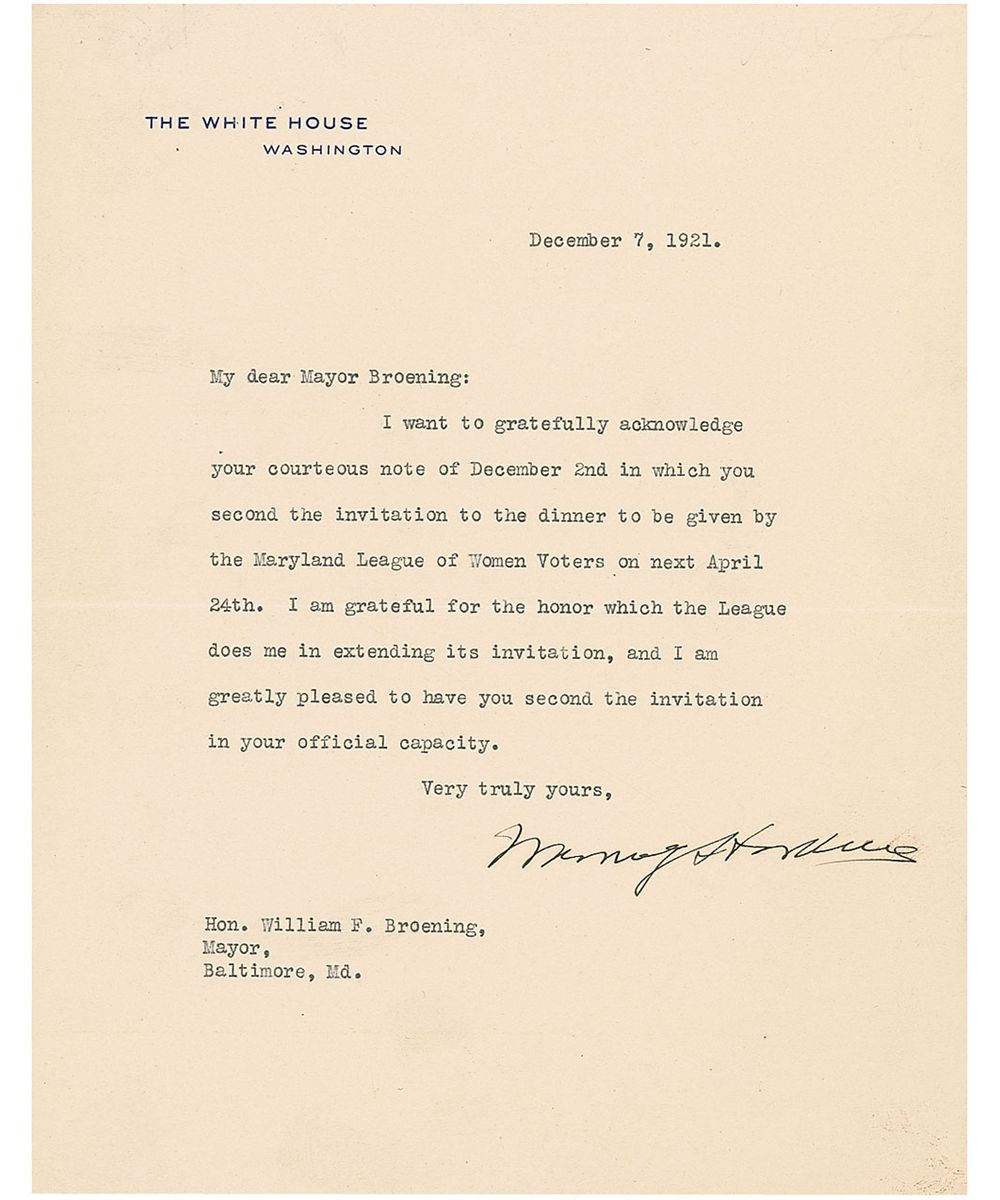 THE WHITE HOUSE
WASHINGTON
December 7, 1921.
My dear Mayor Broening:
I want to gratefully acknowledge
your courteous note of December 2nd in which you
second the invitation to the dinner to be given by
the Maryland League of Women Voters on next April
24th. I am grateful for the honor which the League
does me in extending its invitation, and I am
greatly pleased to have you second the invitation
in your official capacity.
Very truly yours,
Warren G Harding
Hon. William F. Broening,
Mayor,
Baltimore, Md.